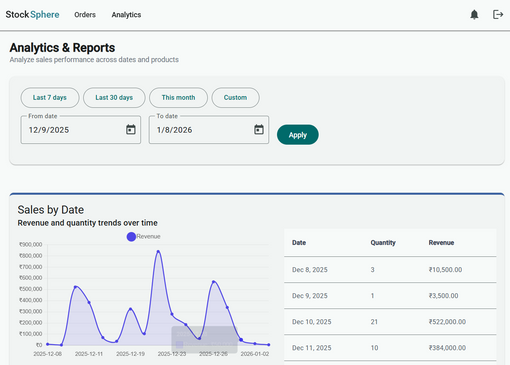 StockSphere Orders Analytics
Analytics & Reports
Analyze sales performance across dates and products
Last 7 days Last 30 days This month Custom
From date To date
12/9/2025 1/8/2026 Apply
Sales by Date
Revenue and quantity trends over time
Revenue
₹900,000
₹800,000
₹700,000
₹600,000
₹500,000
₹400,000
₹300,000
₹200,000
₹100,000
₹0
2025-12-08 2025-12-11 2025-12-19 2025-12-23 2025-12-26 2026-01-02
Date Quantity Revenue
Dec 8, 2025 3 ₹10,500.00
Dec 9, 2025 1 ₹3,500.00
Dec 10, 2025 21 ₹522,000.00
Dec 11, 2025 10 ₹384,000.00